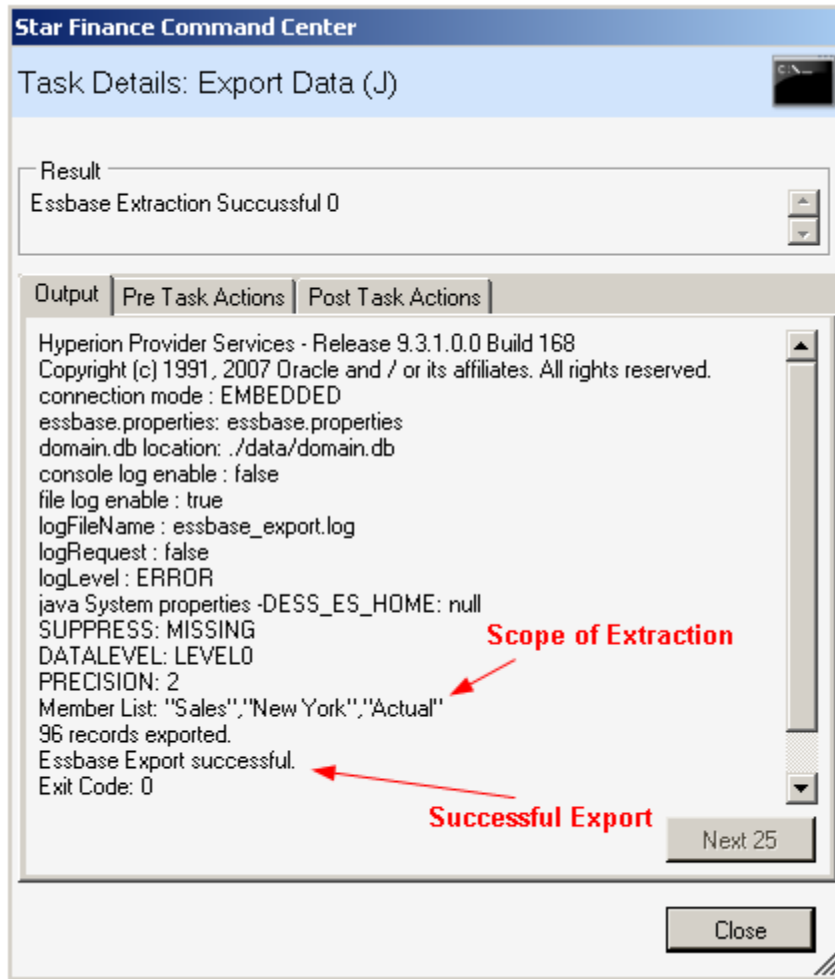 Star Finance Command Center
Task Details: Export Data (J)
C:\_
Result
Essbase Extraction Succussful 0
Output Pre Task Actions Post Task Actions
Hyperion Provider Services - Release 9.3.1.0.0 Build 168
Copyright (c) 1991, 2007 Oracle and / or its affiliates. All rights reserved.
connection mode : EMBEDDED
essbase.properties: essbase.properties
domain.db location: ./data/domain.db
console log enable : false
file log enable : true
logFileName : essbase_export.log
logRequest : false
logLevel : ERROR
java System properties -DESS_ES_HOME: null
SUPPRESS: MISSING
Scope of Extraction
DATALEVEL: LEVEL0
PRECISION: 2
Member List: "Sales","New York","Actual"
96 records exported.
Essbase Export successful.
Exit Code: 0
Successful Export
Next 25
Close